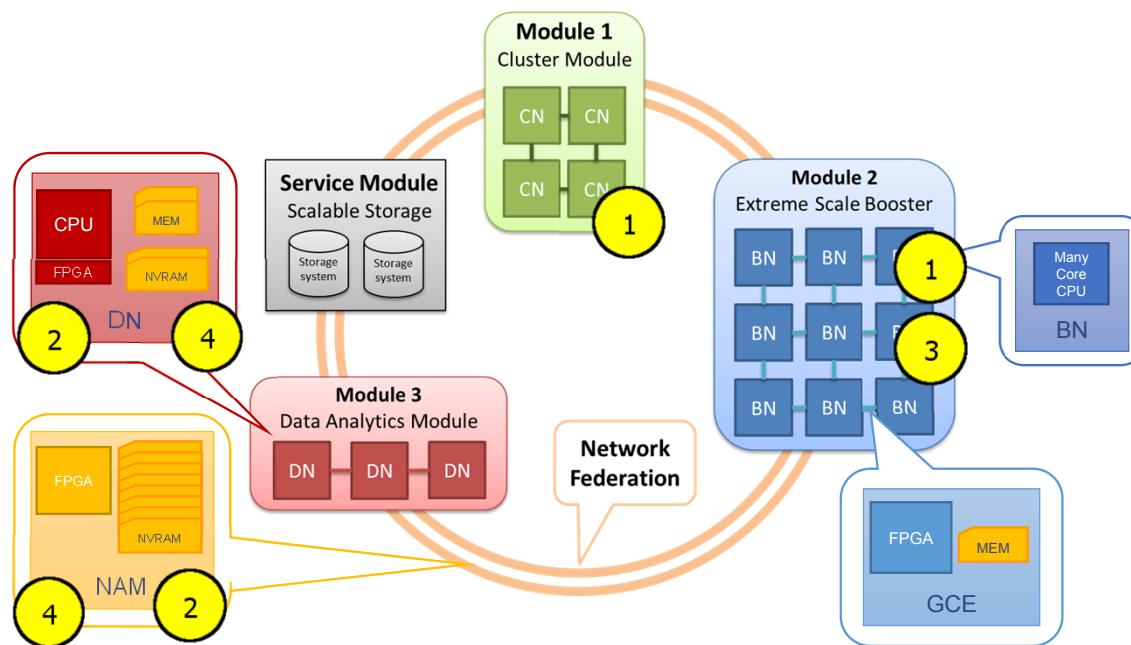 Module 1
Cluster Module
CN
CN
CN
CN
1
Service Module
Scalable Storage
Storage
system
Storage
system
Module 2
Extreme Scale Booster
BN
BN
BN
BN
BN
BN
BN
BN
1
3
Many
Core
CPU
BN
CPU
FPGA
MEM
NVRAM
DN
2
4
Module 3
Data Analytics Module
DN
DN
DN
Network
Federation
FPGA
NVRAM
NAM
4
2
FPGA
MEM
GCE